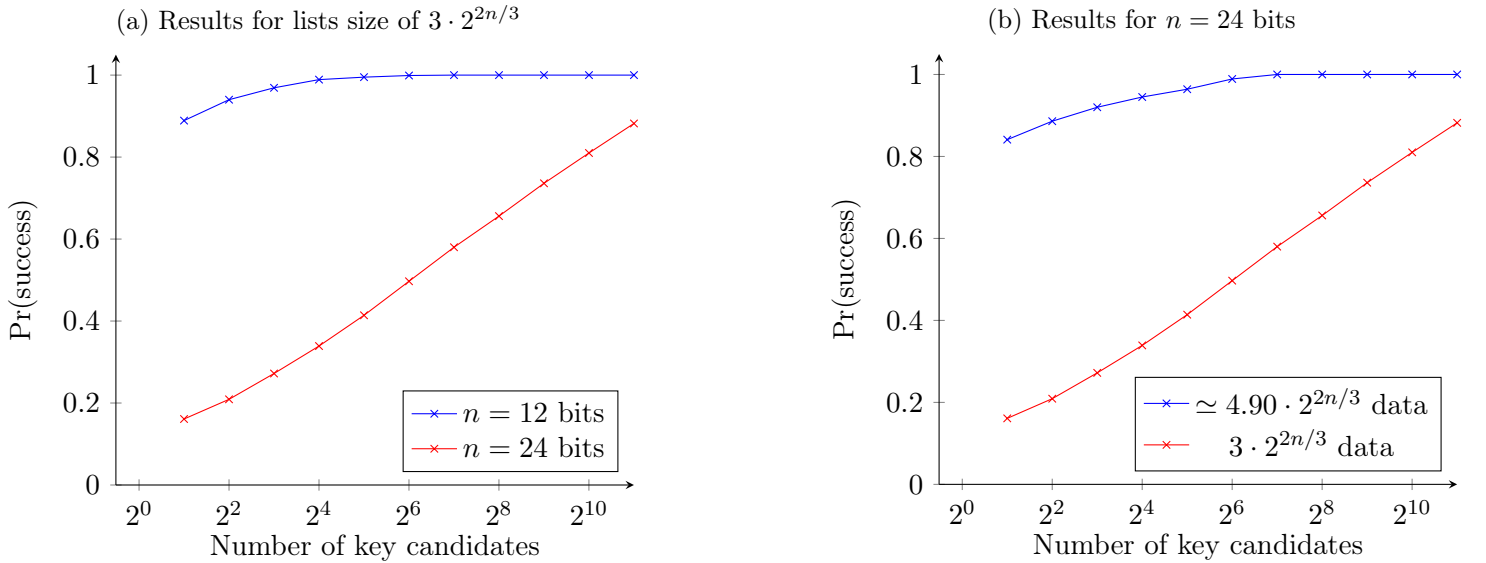 (a) Results for lists size of 3 · 2^{2n/3}
Pr(success)
1
0.8
0.6
0.4
0.2
0
2^0 2^2 2^4 2^6 2^8 2^{10}
Number of key candidates
n = 12 bits
n = 24 bits
(b) Results for n = 24 bits
Pr(success)
1
0.8
0.6
0.4
0.2
0
2^0 2^2 2^4 2^6 2^8 2^{10}
Number of key candidates
≃ 4.90 · 2^{2n/3} data
3 · 2^{2n/3} data